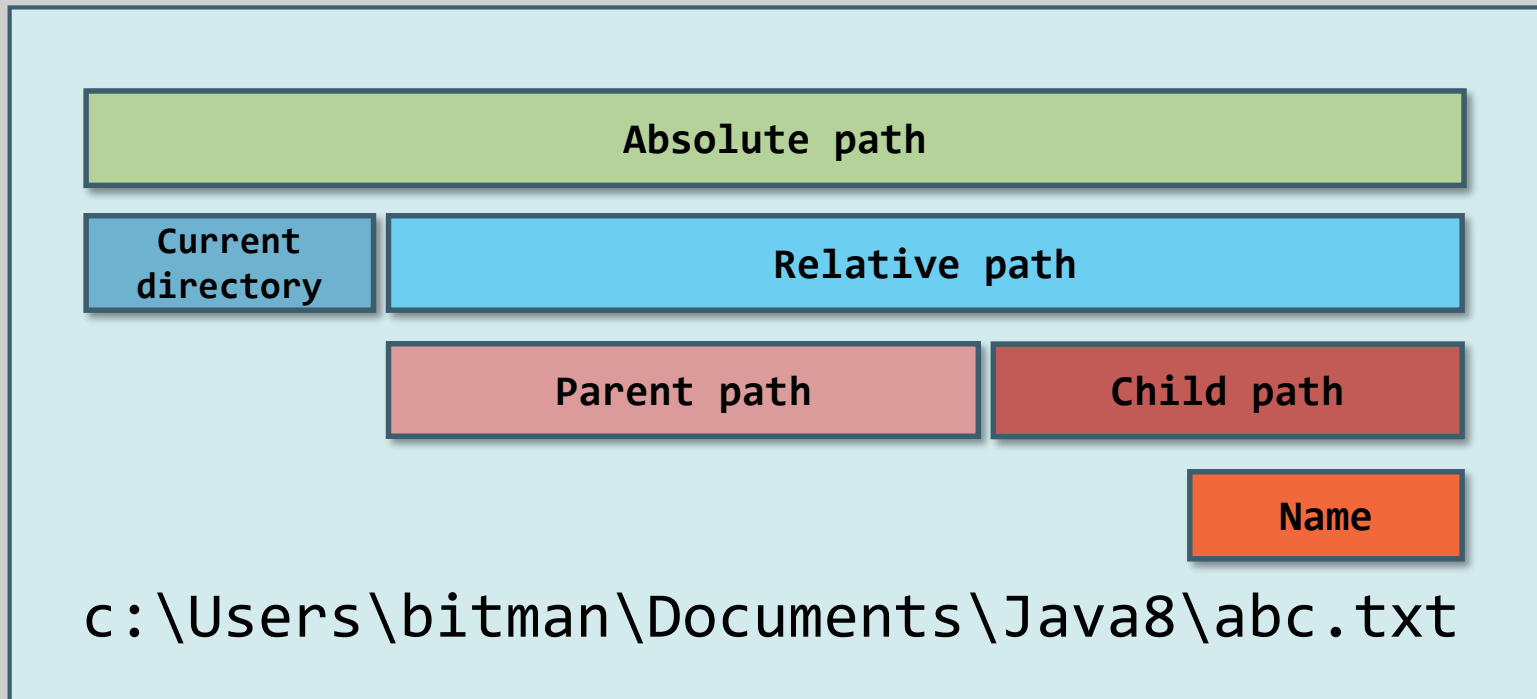 Absolute path
Current
directory
Relative path
Parent path
Child path
Name
c:\Users\bitman\Documents\Java8\abc.txt